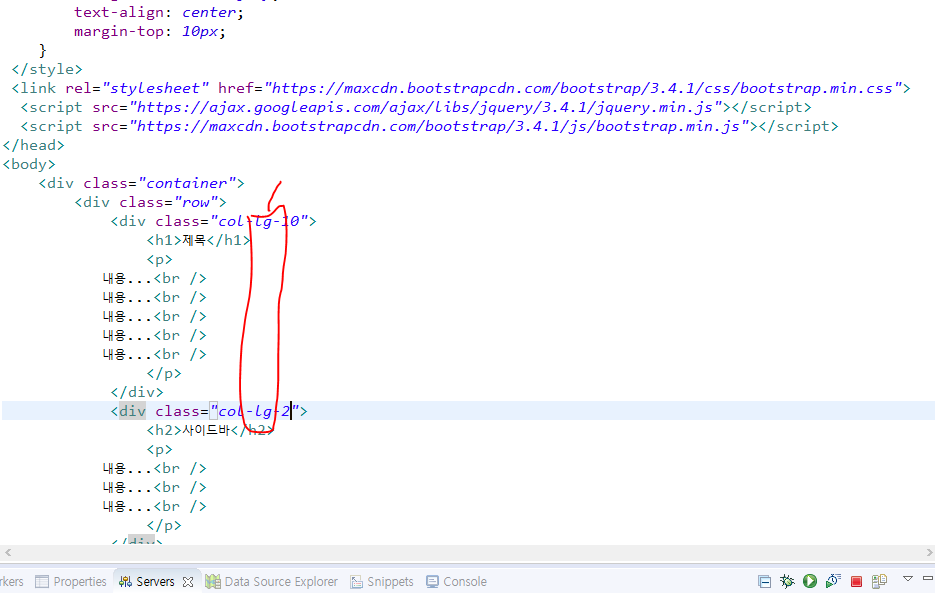 text-align: center;
margin-top: 10px;
}
</style>
<link rel="stylesheet" href="https://maxcdn.bootstrapcdn.com/bootstrap/3.4.1/css/bootstrap.min.css">
<script src="https://ajax.googleapis.com/ajax/libs/jquery/3.4.1/jquery.min.js"></script>
<script src="https://maxcdn.bootstrapcdn.com/bootstrap/3.4.1/js/bootstrap.min.js"></script>
</head>
<body>
<div class="container">
<div class="row">
<div class="col-lg-10">
<h1>제목</h1>
<p>
내용...<br />
내용...<br />
내용...<br />
내용...<br />
내용...<br />
</p>
</div>
<div class="col-lg-2">
<h2>사이드바</h2>
<p>
내용...<br />
내용...<br />
내용...<br />
</p>
</div>
rkers Properties Servers Data Source Explorer Snippets Console